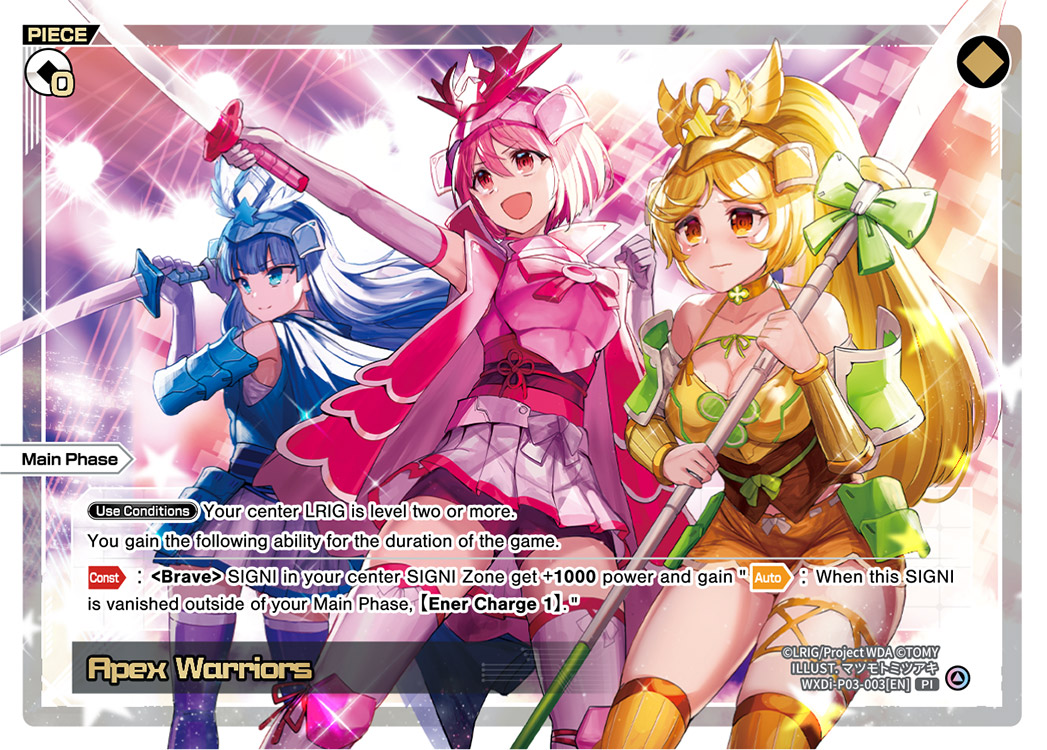 PIECE
0
Main Phase
Use Conditions Your center LRIG is level two or more.
You gain the following ability for the duration of the game.
Const : <Brave> SIGNI in your center SIGNI Zone get +1000 power and gain " Auto : When this SIGNI
is vanished outside of your Main Phase, 【Ener Charge 1】."
Apex Warriors
©LRIG/Project WDA ©TOMY
ILLUST. マツモトミツアキ
WXDi-P03-003[EN] PI